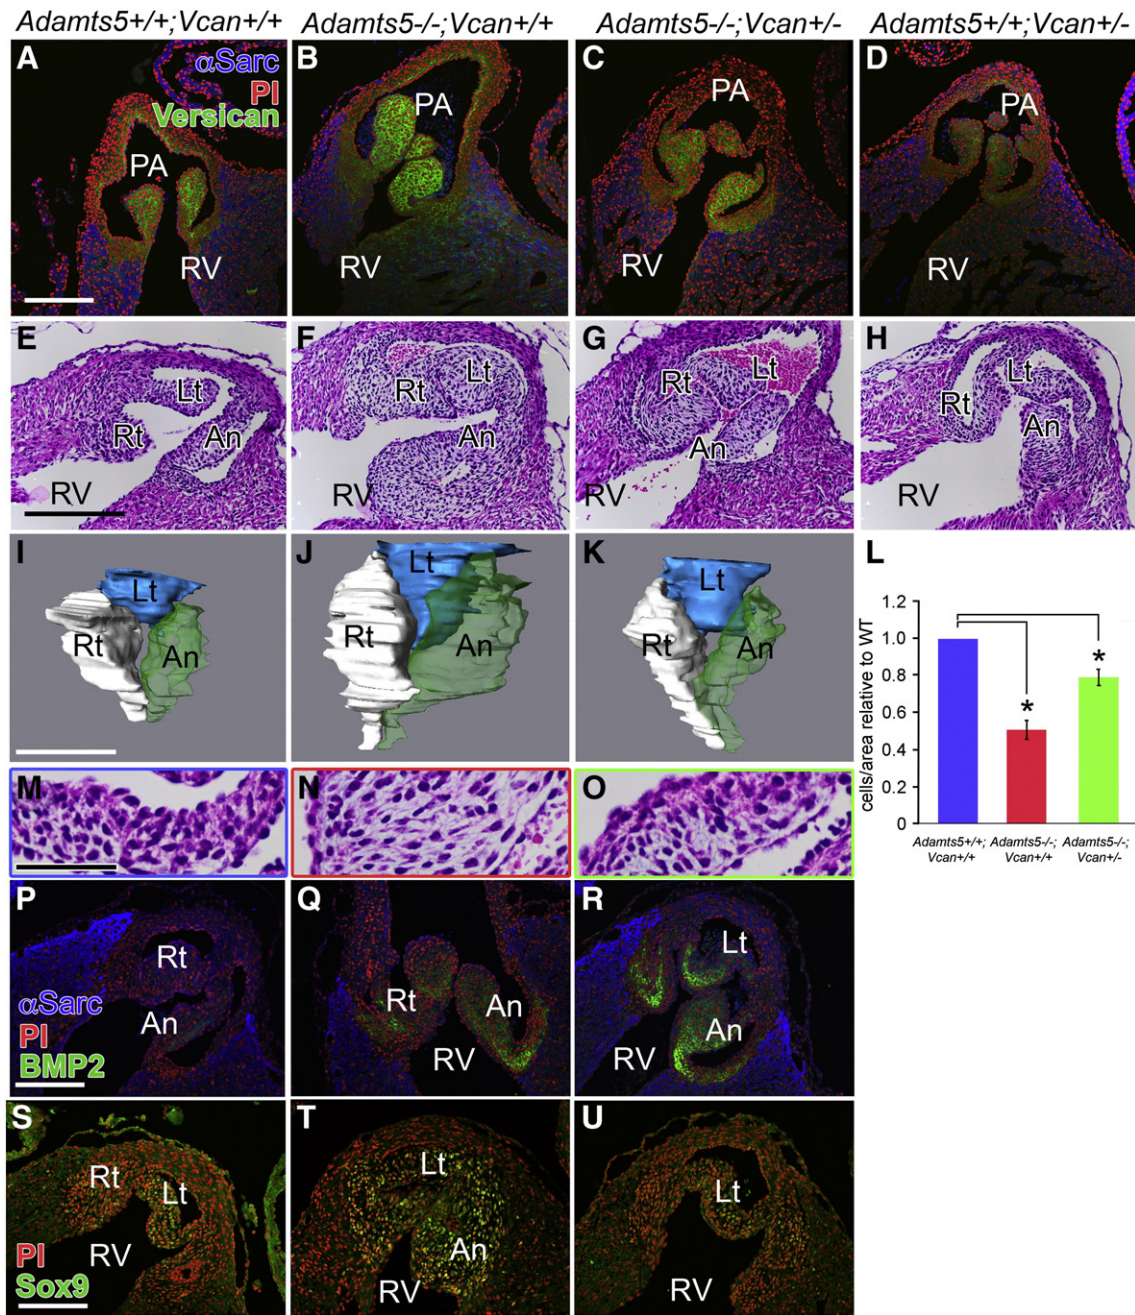 Adamts5+/+;Vcan+/+ Adamts5-/-;Vcan+/+ Adamts5-/-;Vcan+/- Adamts5+/+;Vcan+/-
A αSarc B C D
PI
Versican
PA PA PA PA
RV RV RV RV
E F G H
Lt Rt Lt Rt Lt Lt
Rt An An An Rt An
RV RV RV RV
I J K L
Lt Lt Lt
Rt An Rt An Rt An
1.2
1.0
0.8
0.6
0.4
0.2
0
cells/area relative to WT
* *
Adamts5+/+; Adamts5-/-; Adamts5-/-;
Vcan+/+ Vcan+/+ Vcan+/-
M N O
P Q R
Rt Rt An Lt
αSarc An An
PI RV RV
BMP2
S T U
Rt Lt Lt Lt
RV An
PI RV RV
Sox9